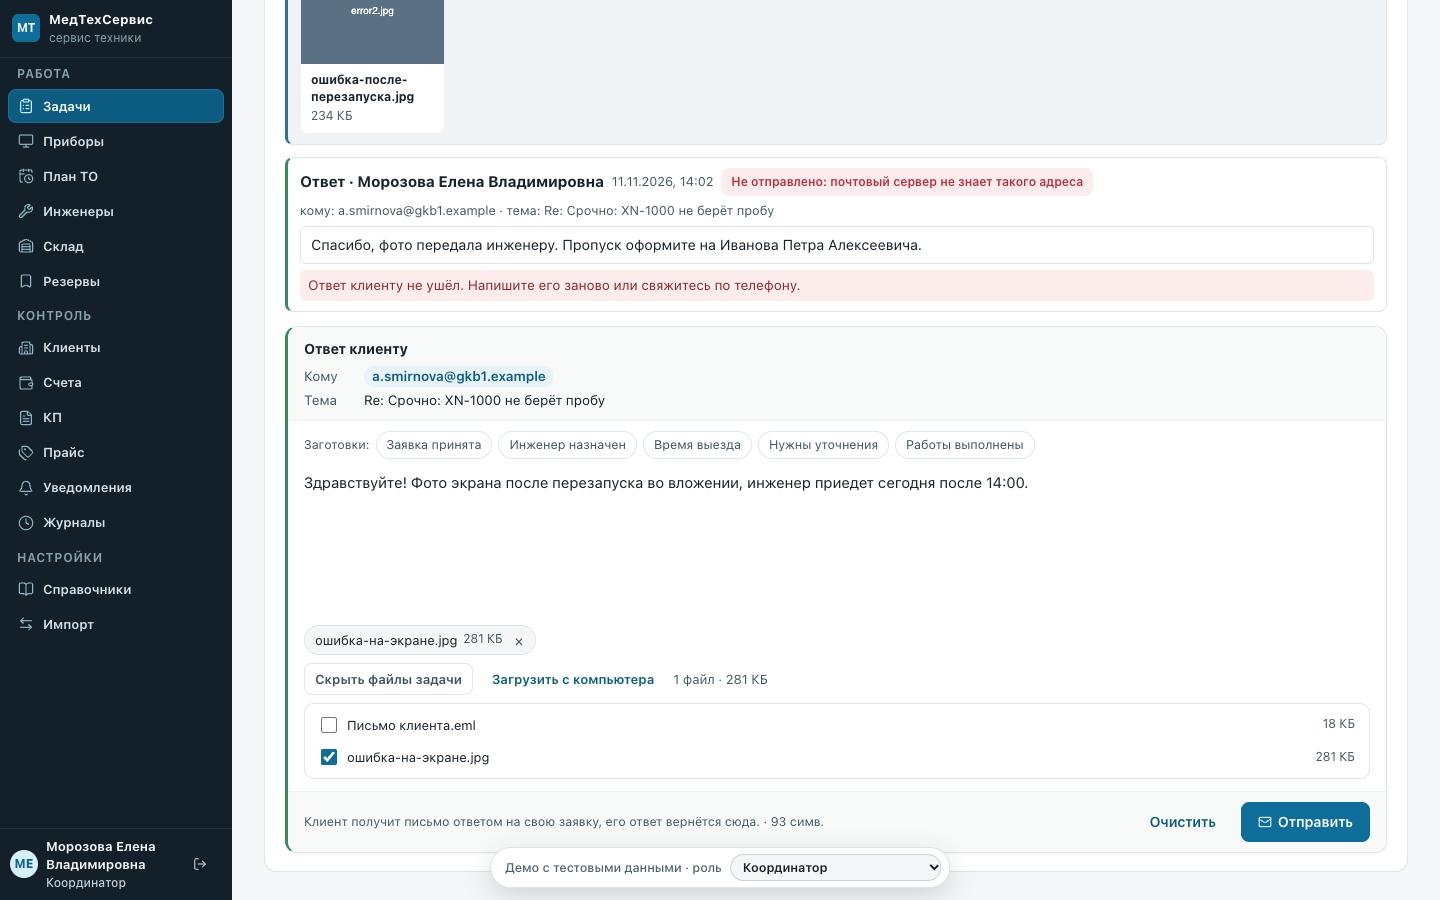 МТ
МедТехСервис
сервис техники
РАБОТА
Задачи
Приборы
План ТО
Инженеры
Склад
Резервы
КОНТРОЛЬ
Клиенты
Счета
КП
Прайс
Уведомления
Журналы
НАСТРОЙКИ
Справочники
Импорт
МЕ
Морозова Елена
Владимировна
Координатор
error2.jpg
ошибка-после-
перезапуска.jpg
234 КБ
Ответ · Морозова Елена Владимировна 11.11.2026, 14:02 Не отправлено: почтовый сервер не знает такого адреса
кому: a.smirnova@gkb1.example · тема: Re: Срочно: XN-1000 не берёт пробу
Спасибо, фото передала инженеру. Пропуск оформите на Иванова Петра Алексеевича.
Ответ клиенту не ушёл. Напишите его заново или свяжитесь по телефону.
Ответ клиенту
Кому a.smirnova@gkb1.example
Тема Re: Срочно: XN-1000 не берёт пробу
Заготовки: Заявка принята Инженер назначен Время выезда Нужны уточнения Работы выполнены
Здравствуйте! Фото экрана после перезапуска во вложении, инженер приедет сегодня после 14:00.
ошибка-на-экране.jpg 281 КБ ×
Скрыть файлы задачи Загрузить с компьютера 1 файл · 281 КБ
Письмо клиента.eml 18 КБ
ошибка-на-экране.jpg 281 КБ
Клиент получит письмо ответом на свою заявку, его ответ вернётся сюда. · 93 симв. Очистить Отправить
Демо с тестовыми данными · роль Координатор